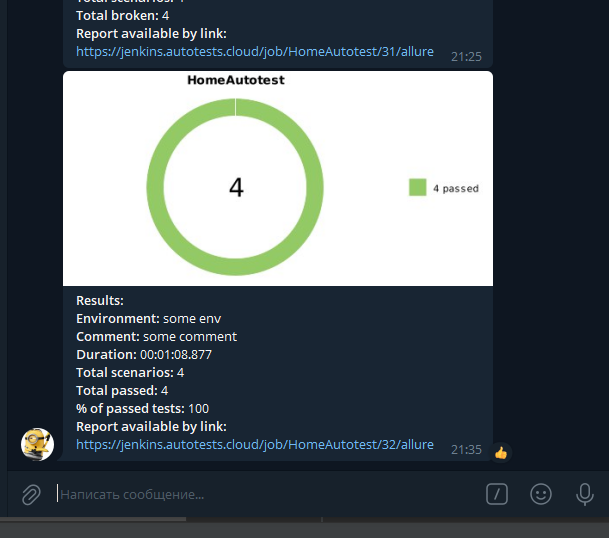 Total broken: 4
Report available by link:
https://jenkins.autotests.cloud/job/HomeAutotest/31/allure
21:25
HomeAutotest
4
4 passed
Results:
Environment: some env
Comment: some comment
Duration: 00:01:08.877
Total scenarios: 4
Total passed: 4
% of passed tests: 100
Report available by link:
https://jenkins.autotests.cloud/job/HomeAutotest/32/allure
21:35
Написать сообщение...